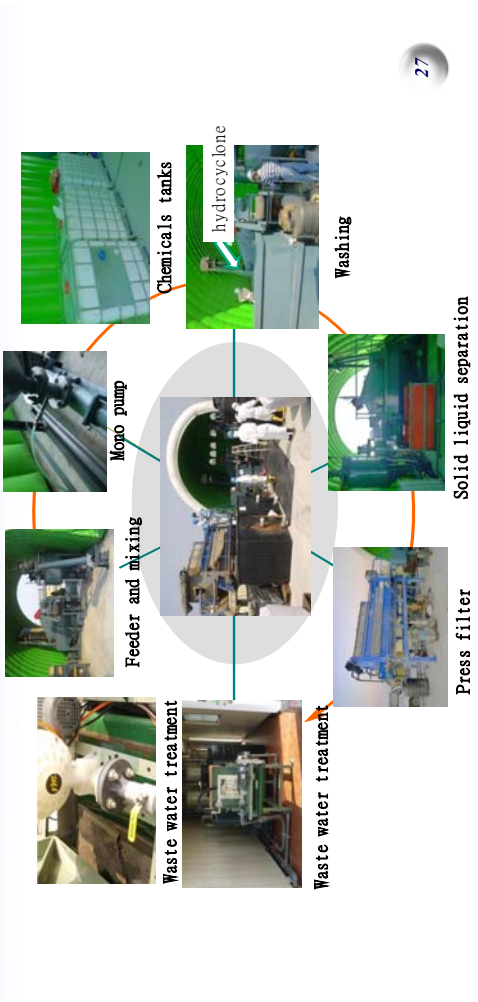 Mono pump
Feeder and mixing
Chemicals tanks
Waste water treatment
hydrocyclone
Waste water treatment
Washing
27
Solid liquid separation
Press filter